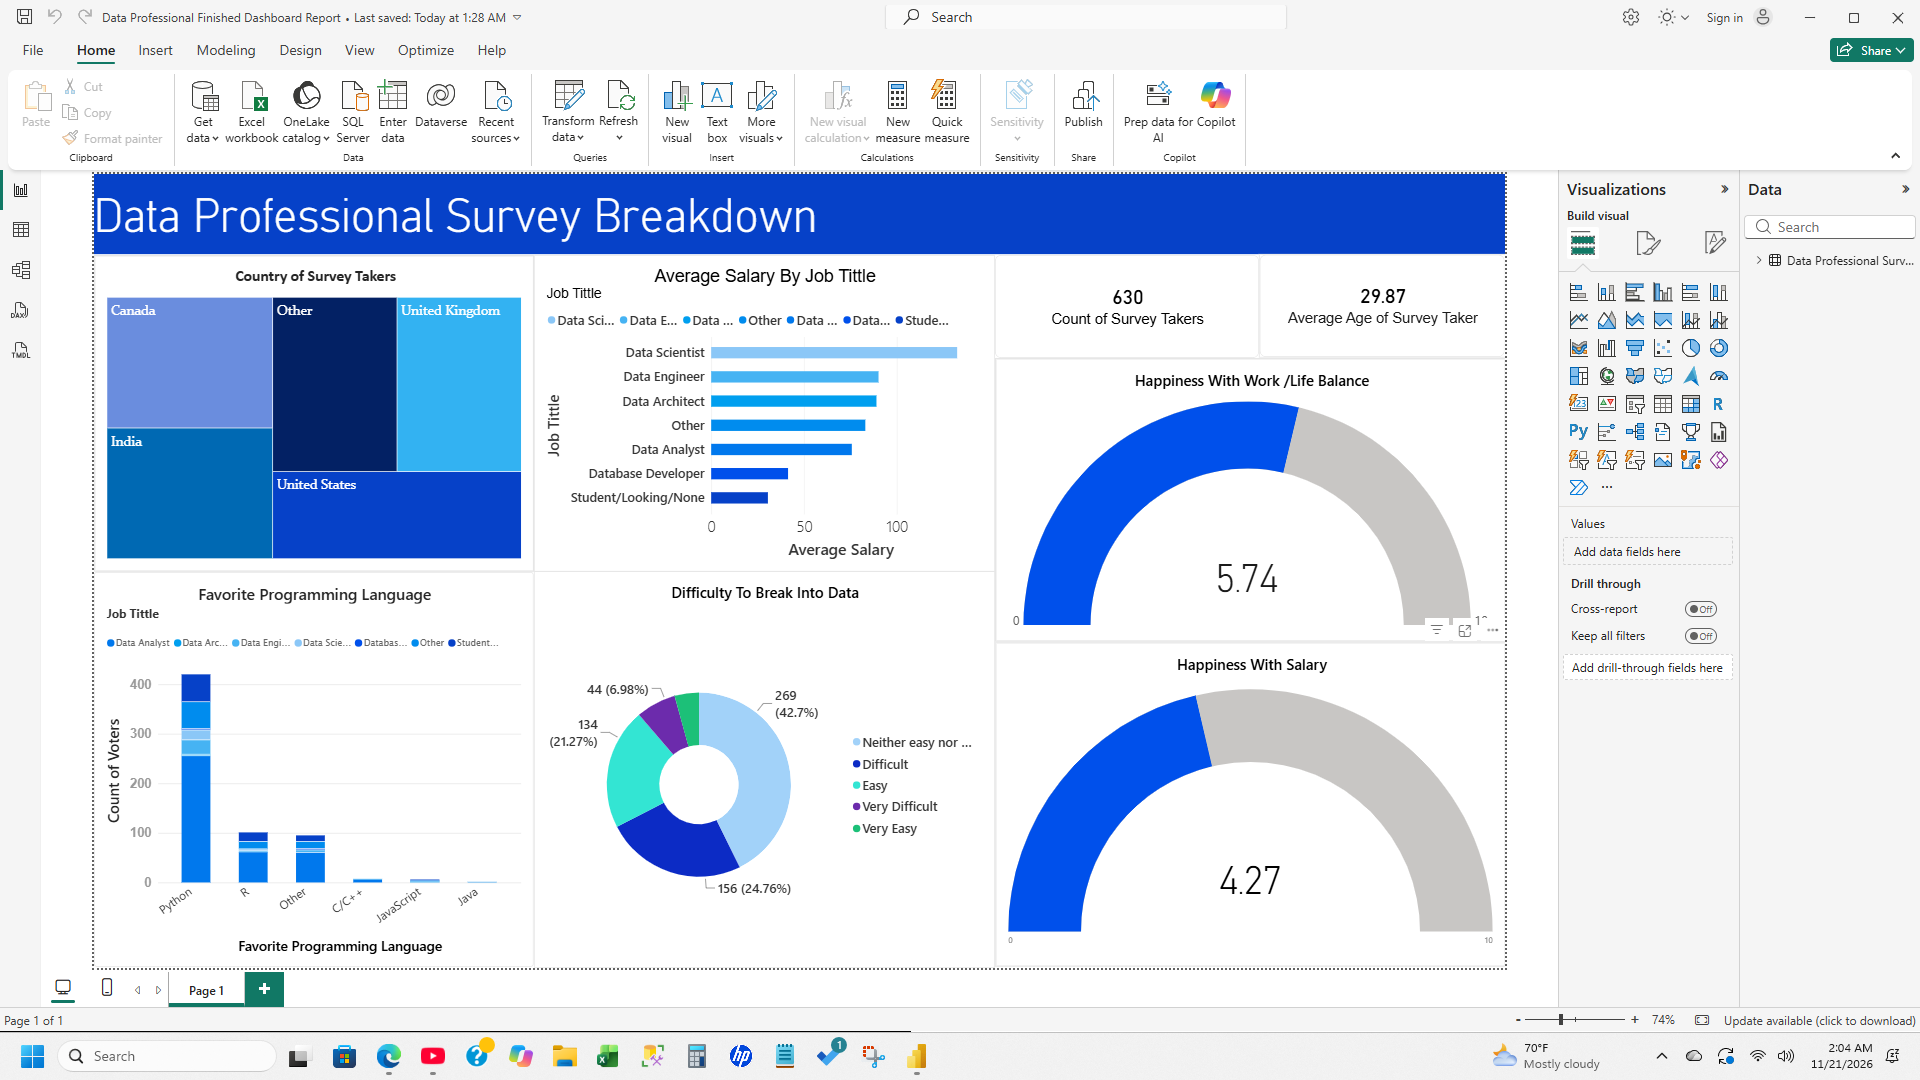 Data Professional Finished Dashboard Report • Last saved: Today at 1:28 AM
Search
Sign in
File
Home
Insert
Modeling
Design
View
Optimize
Help
Share
Paste
Cut
Copy
Format painter
Clipboard
Get data
Excel workbook
OneLake catalog
SQL Server
Enter data
Dataverse
Recent sources
Data
Transform data
Refresh
Queries
New visual
Text box
More visuals
Insert
New visual calculation
New measure
Quick measure
Calculations
Sensitivity
Sensitivity
Publish
Share
Prep data for AI
Copilot
Copilot
Data Professional Survey Breakdown
Country of Survey Takers
Canada
Other
United Kingdom
India
United States
Average Salary By Job Tittle
Job Tittle
Data Sci...
Data E...
Data ...
Other
Data ...
Data...
Stude...
Job Tittle
Data Scientist
Data Engineer
Data Architect
Other
Data Analyst
Database Developer
Student/Looking/None
0
50
100
Average Salary
630
Count of Survey Takers
29.87
Average Age of Survey Taker
Happiness With Work /Life Balance
5.74
0
Happiness With Salary
4.27
0
10
Favorite Programming Language
Job Tittle
Data Analyst
Data Arc...
Data Engi...
Data Scie...
Databas...
Other
Student...
Count of Voters
400
300
200
100
0
Python
R
Other
C/C++
JavaScript
Java
Favorite Programming Language
Difficulty To Break Into Data
44 (6.98%)
269
(42.7%)
134
(21.27%)
156 (24.76%)
Neither easy nor ...
Difficult
Easy
Very Difficult
Very Easy
Visualizations
Build visual
R
Py
123
...
Values
Add data fields here
Drill through
Cross-report
Off
Keep all filters
Off
Add drill-through fields here
Data
Search
Data Professional Surv...
DAX
TMDL
Page 1
+
Page 1 of 1
-
+
74%
Update available (click to download)
Search
1
70°F
Mostly cloudy
2:04 AM
11/21/2026